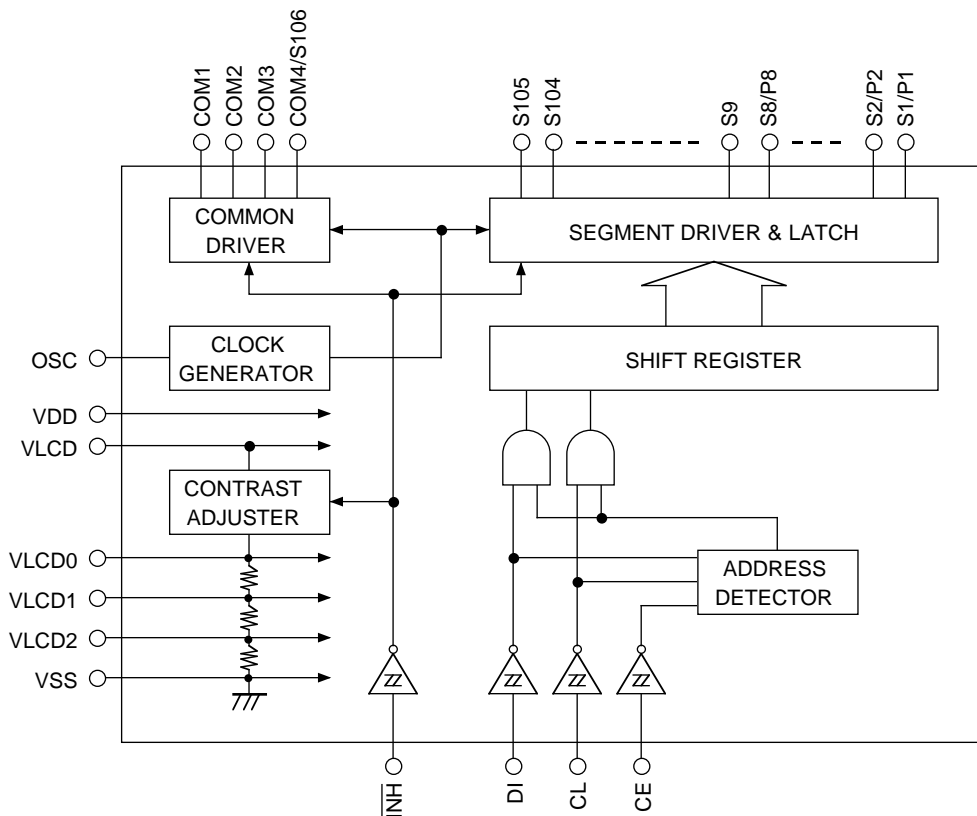 COM1
COM2
COM3
COM4/S106
S105
S104
S9
S8/P8
S2/P2
S1/P1
COMMON
DRIVER
SEGMENT DRIVER & LATCH
OSC
CLOCK
GENERATOR
SHIFT REGISTER
VDD
VLCD
CONTRAST
ADJUSTER
VLCD0
VLCD1
VLCD2
VSS
ADDRESS
DETECTOR
INH
DI
CL
CE